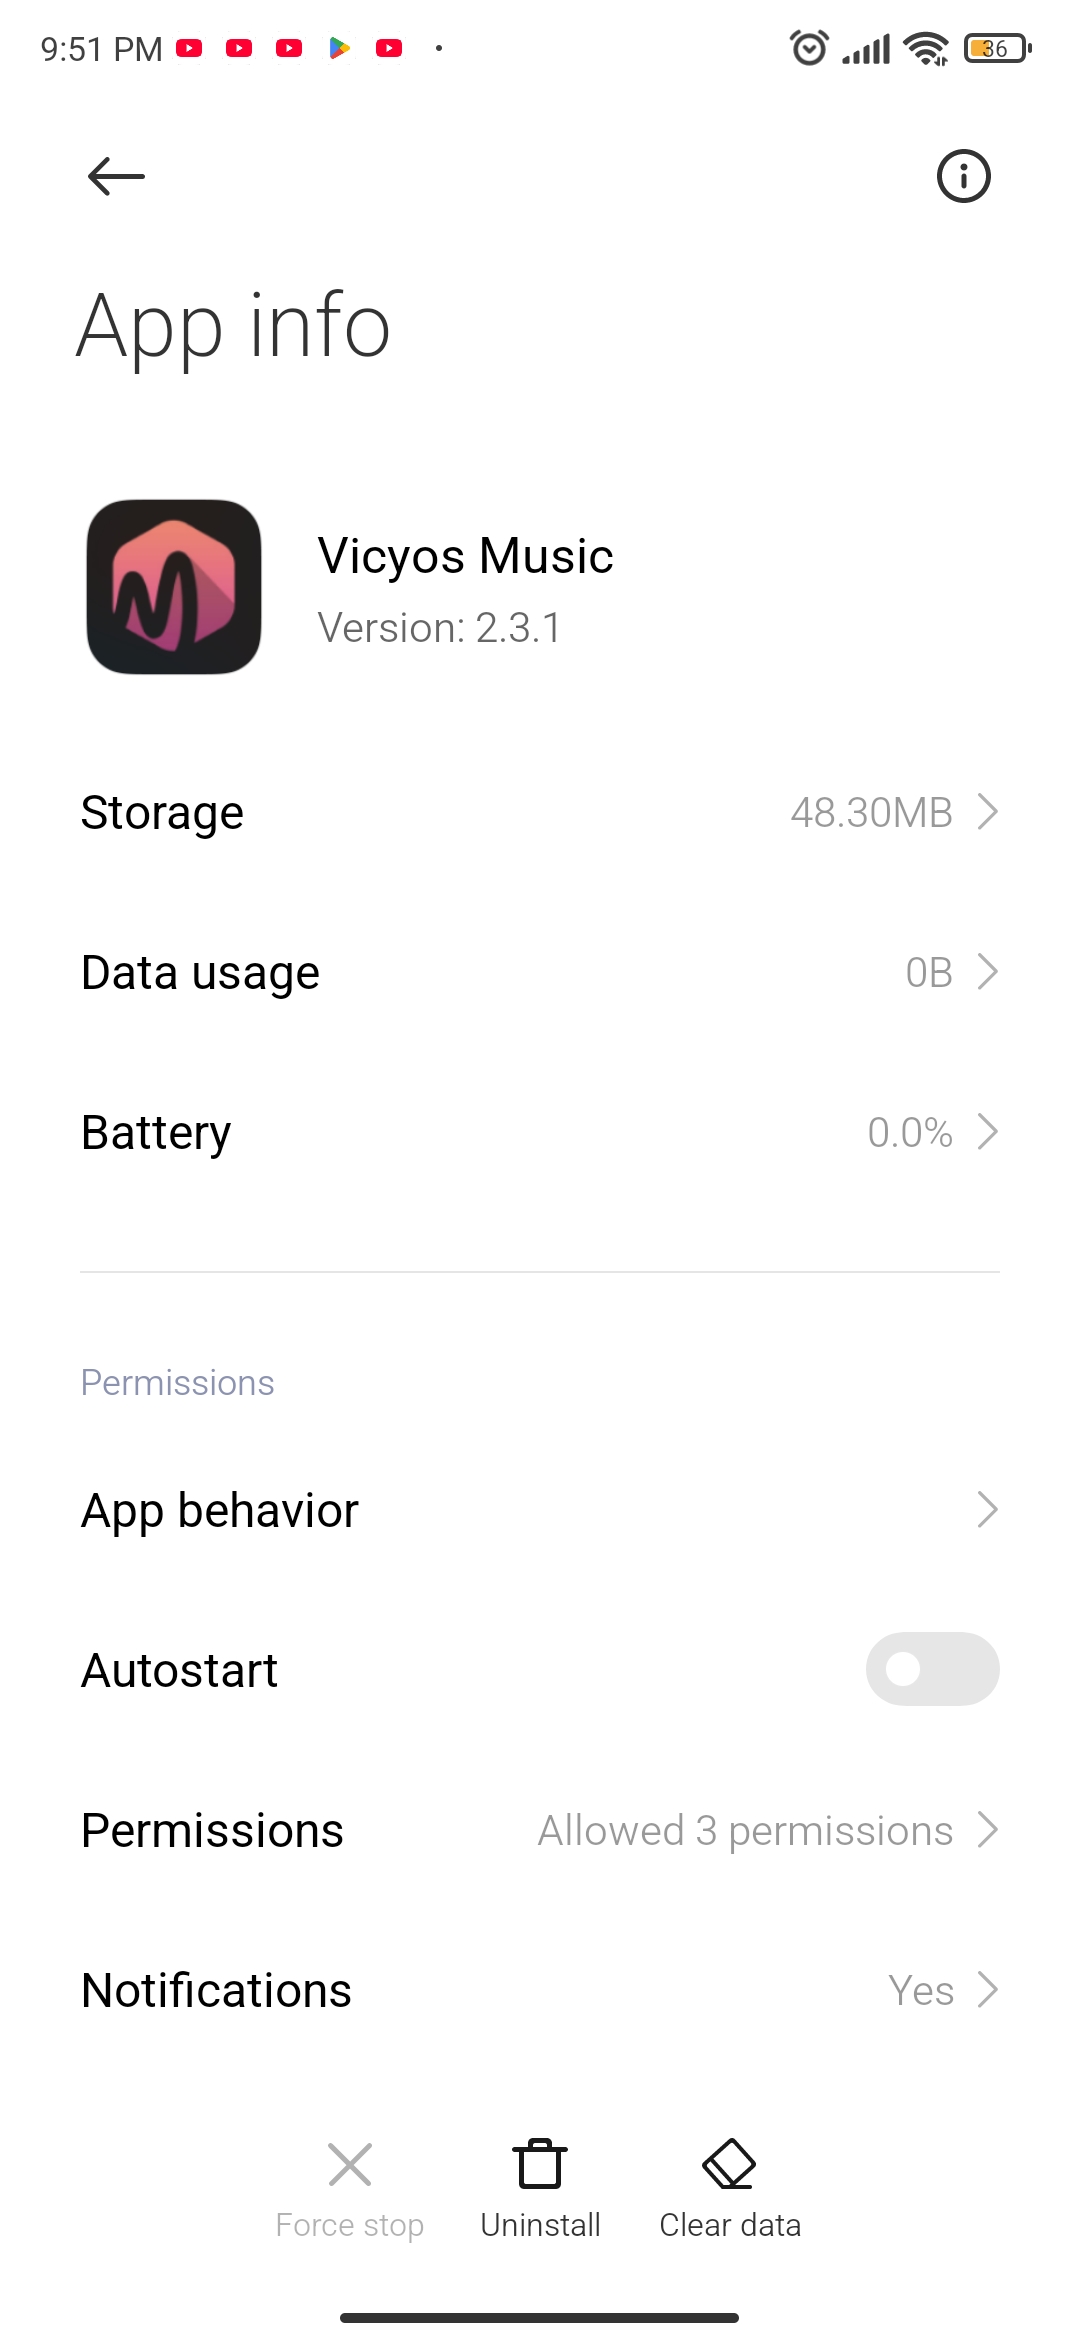 9:51 PM
36
App info
Vicyos Music
Version: 2.3.1
Storage 48.30MB
Data usage 0B
Battery 0.0%
Permissions
App behavior
Autostart
Permissions Allowed 3 permissions
Notifications Yes
Force stop Uninstall Clear data